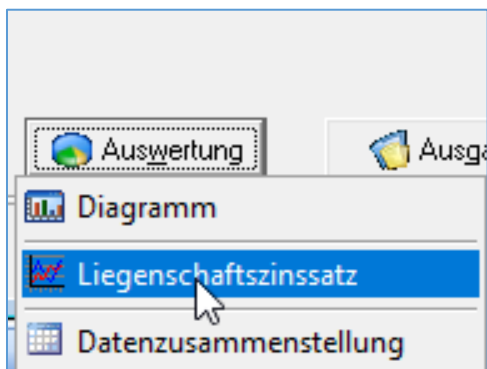 Auswertung Ausga
Diagramm
Liegenschaftszinssatz
Datenzusammenstellung